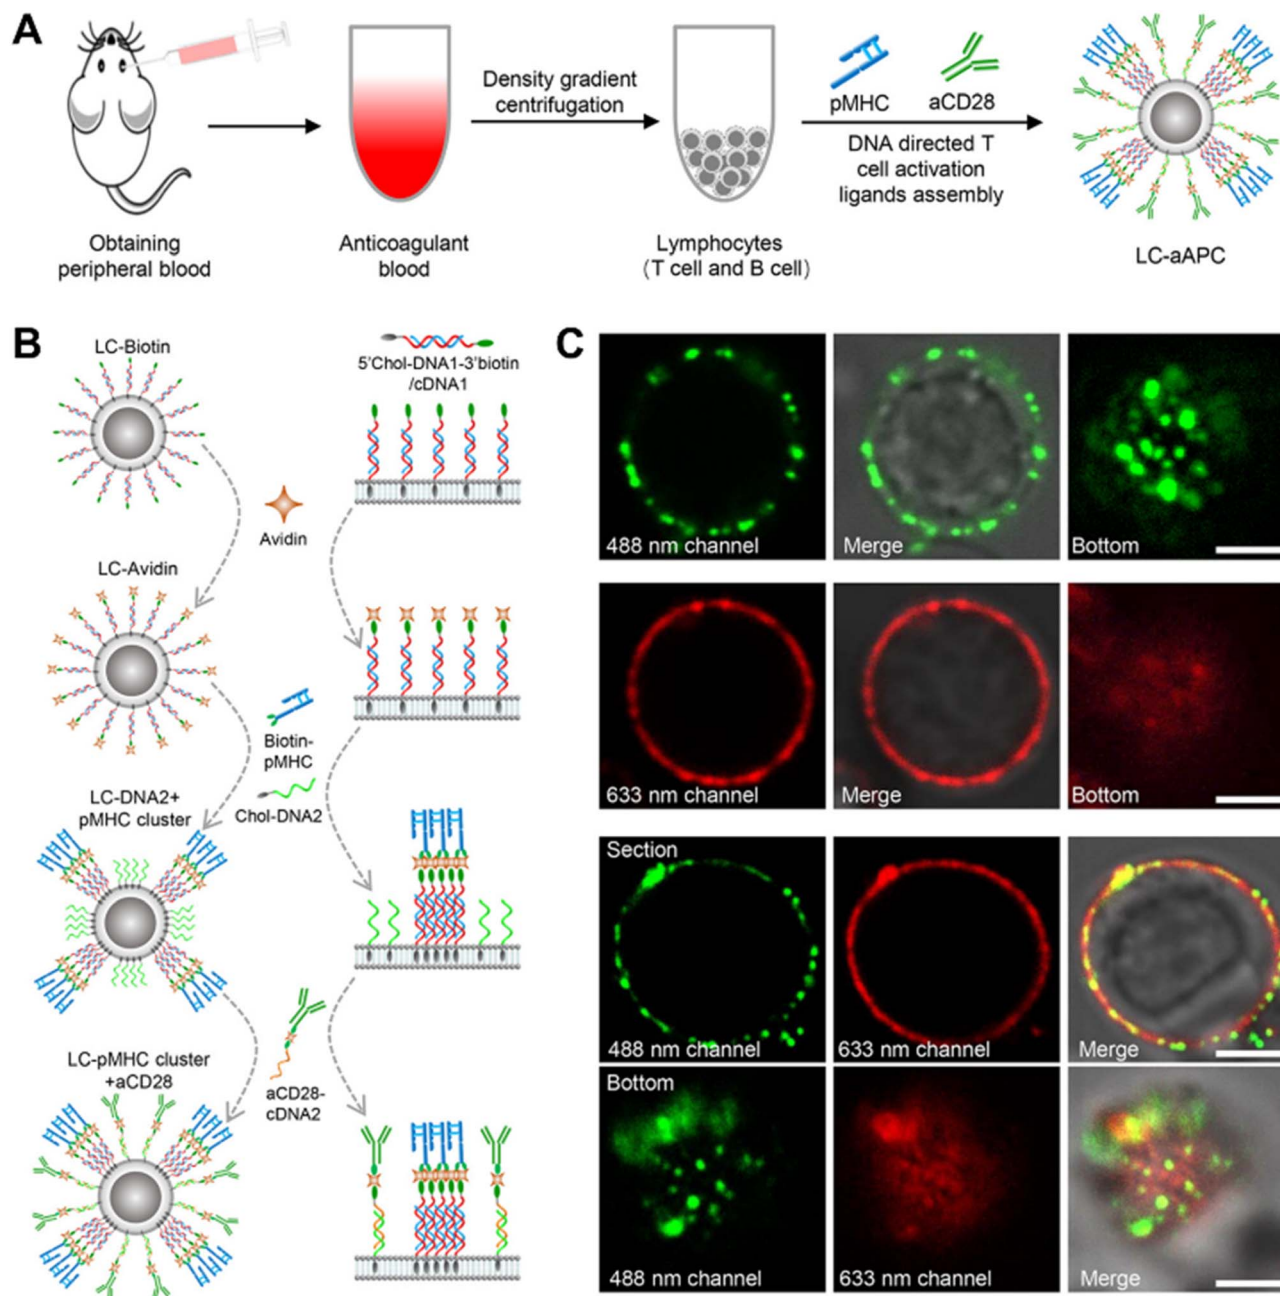 A
Density gradient
centrifugation
pMHC
aCD28
DNA directed T
cell activation
ligands assembly
Obtaining
peripheral blood
Anticoagulant
blood
Lymphocytes
(T cell and B cell)
LC-aAPC
B
LC-Biotin
5'Chol-DNA1-3'biotin
/cDNA1
Avidin
LC-Avidin
Biotin-
pMHC
Chol-DNA2
LC-DNA2+
pMHC cluster
LC-pMHC cluster
+aCD28
aCD28-
cDNA2
C
488 nm channel
Merge
Bottom
633 nm channel
Merge
Bottom
Section
488 nm channel
633 nm channel
Merge
Bottom
488 nm channel
633 nm channel
Merge